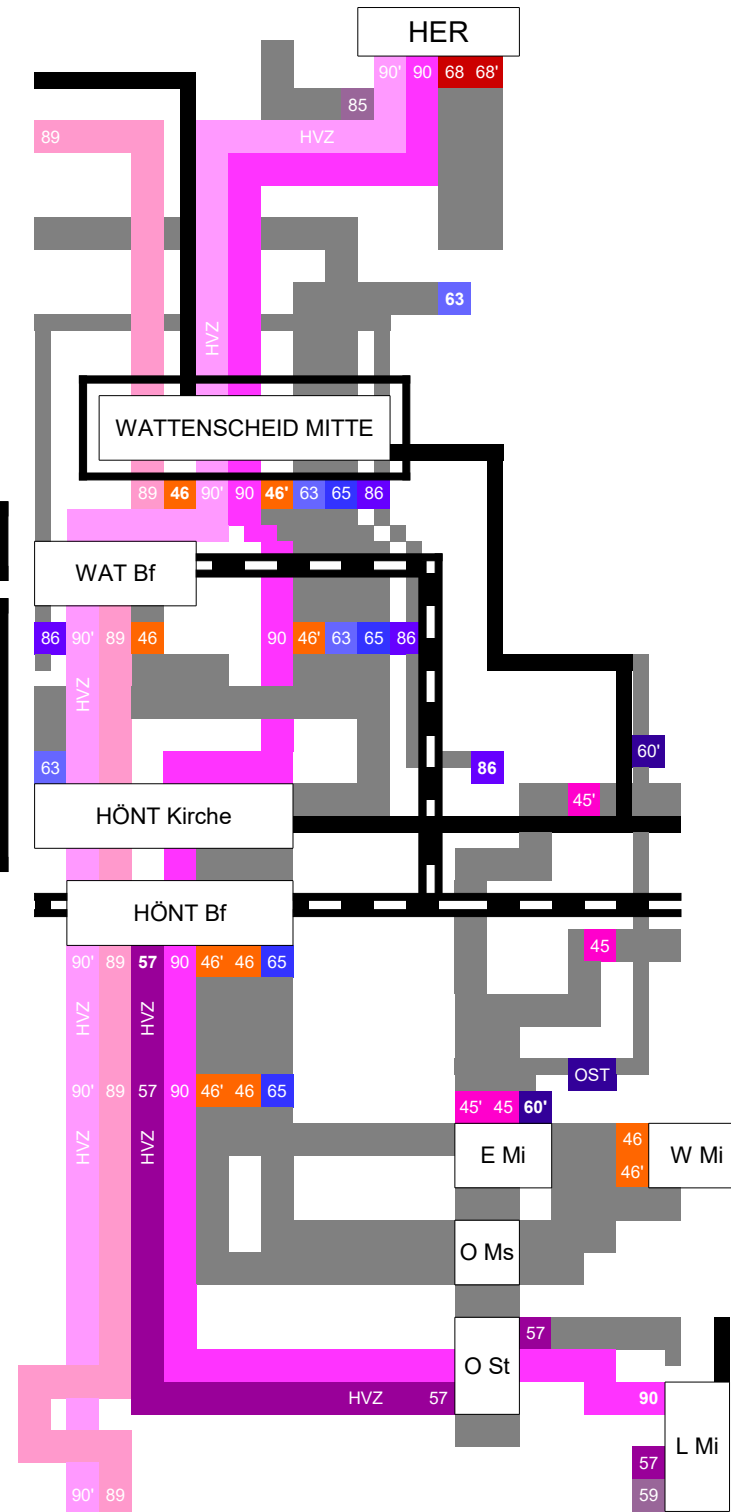 HER
90' 90 68 68'
85
89
HVZ
63
HVZ
WATTENSCHEID MITTE
89 46 90' 90 46' 63 65 86
WAT Bf
86 90' 89 46 90 46' 63 65 86
HVZ
60'
63
86
45'
HÖNT Kirche
HÖNT Bf
45
90' 89 57 90 46' 46 65
HVZ HVZ
OST
90' 89 57 90 46' 46 65
45' 45 60'
HVZ HVZ
46
E Mi
W Mi
46'
O Ms
57
O St
HVZ 57
90
L Mi
57
90' 89
59